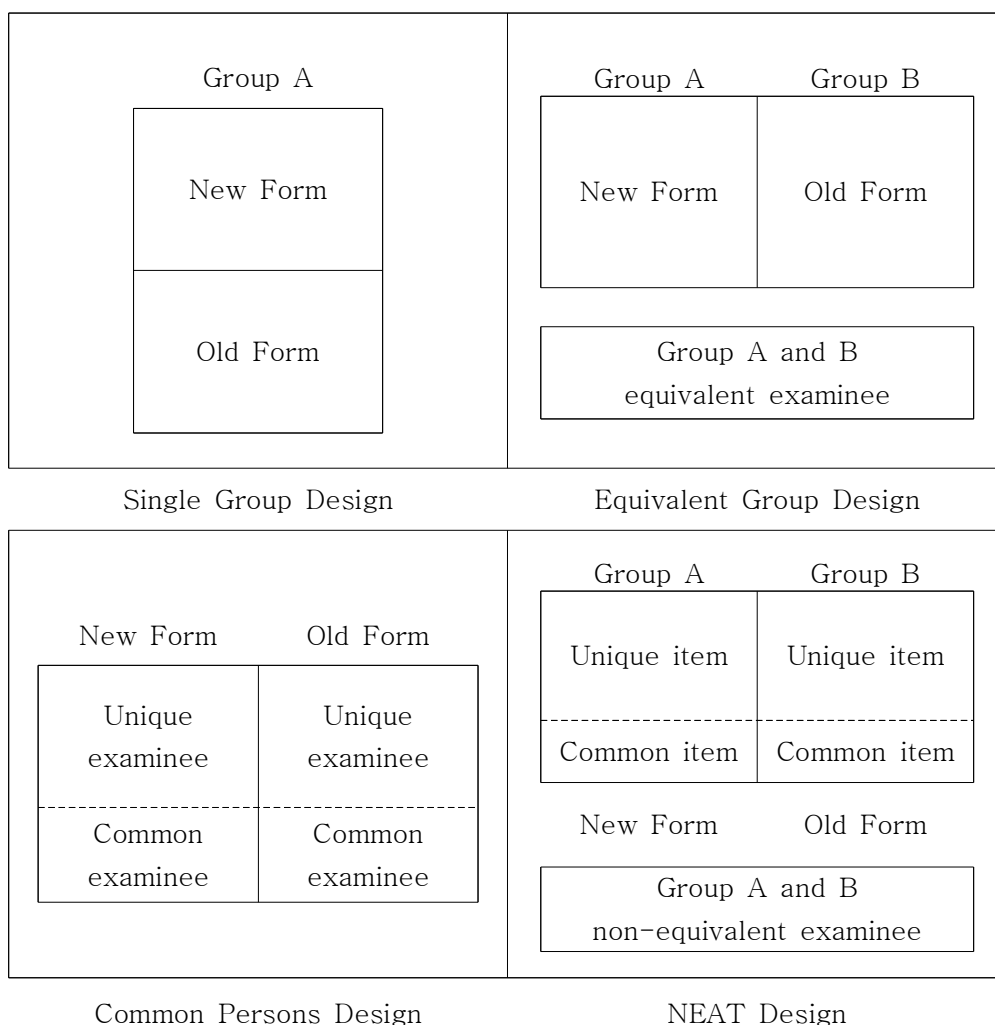 Group A
New Form
Old Form
Single Group Design
Group A Group B
New Form Old Form
Group A and B
equivalent examinee
Equivalent Group Design
New Form Old Form
Unique Unique
examinee examinee
Common Common
examinee examinee
Common Persons Design
Group A Group B
Unique item Unique item
Common item Common item
New Form Old Form
Group A and B
non-equivalent examinee
NEAT Design